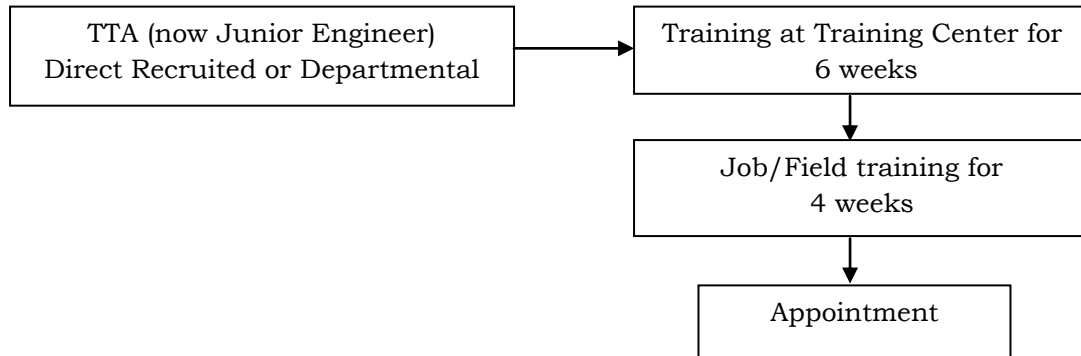 TTA (now Junior Engineer)
Direct Recruited or Departmental
Training at Training Center for
6 weeks
Job/Field training for
4 weeks
Appointment